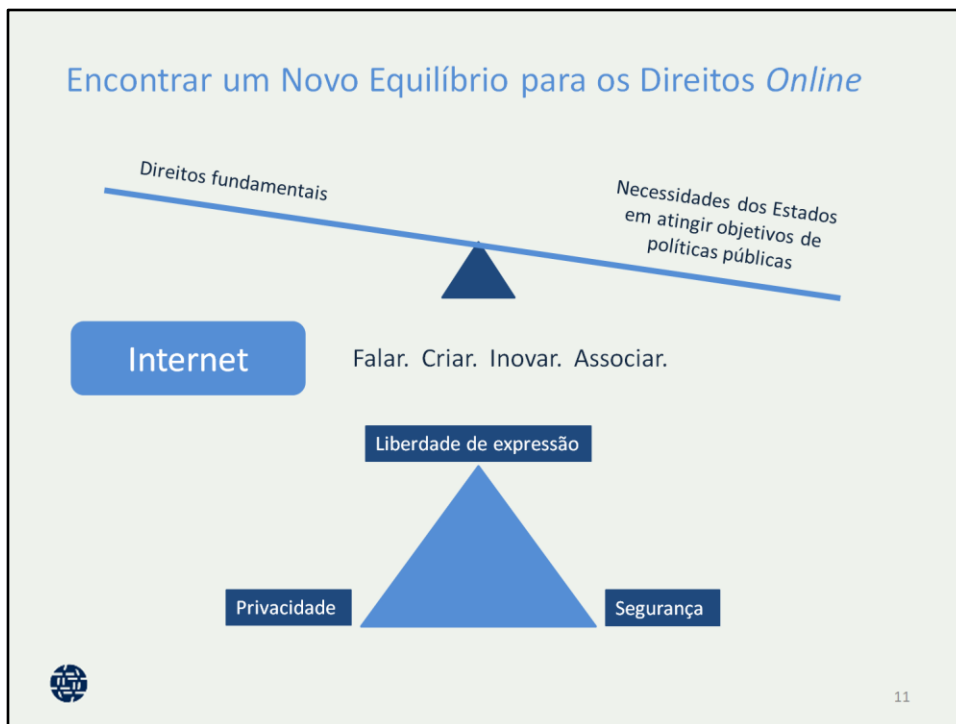 Encontrar um Novo Equilíbrio para os Direitos Online
Direitos fundamentais
Necessidades dos Estados
em atingir objetivos de
políticas públicas
Internet
Falar. Criar. Inovar. Associar.
Liberdade de expressão
Privacidade
Segurança
11